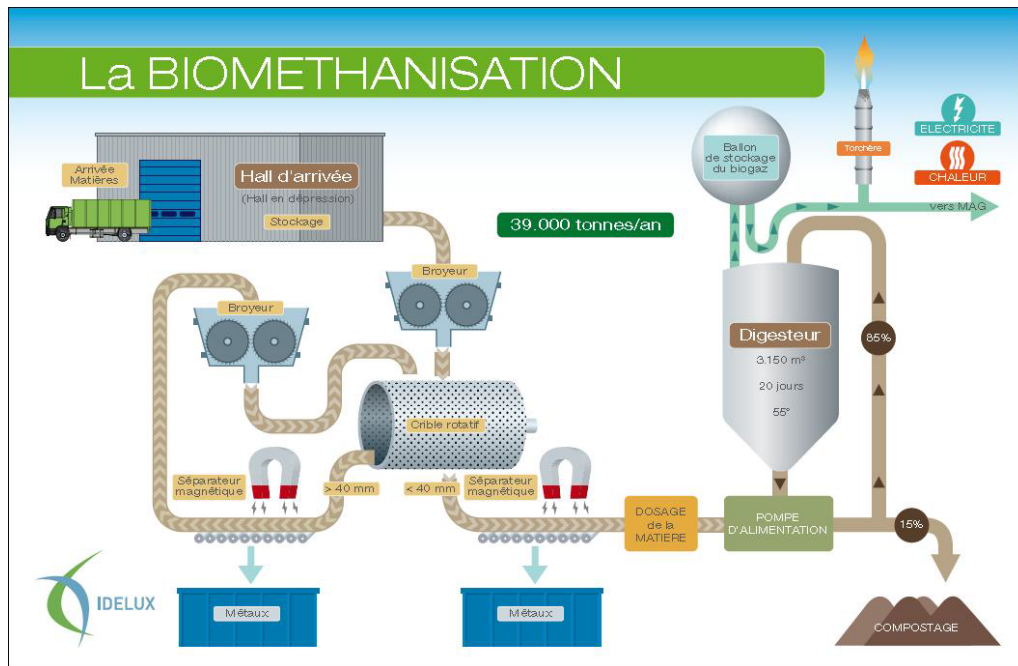 La BIOMETHANISATION
Arrivée
Matières
Hall d'arrivée
(Hall en dépression)
Stockage
39.000 tonnes/an
Ballon
de stockage
du biogaz
Torchère
ELECTRICITE
CHALEUR
vers MAG
Broyeur
Broyeur
Digesteur
3.150 m³
20 jours
55°
85%
Crible rotatif
Séparateur
magnétique
> 40 mm
< 40 mm
Séparateur
magnétique
DOSAGE
de la
MATIERE
POMPE
D'ALIMENTATION
15%
IDELUX
Métaux
Métaux
COMPOSTAGE